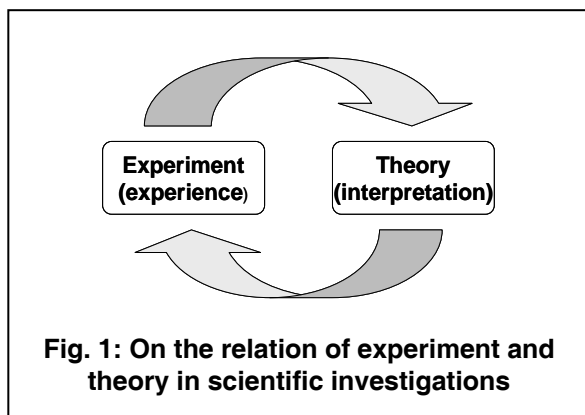 Experiment
(experience)
Theory
(interpretation)
Fig. 1: On the relation of experiment and
theory in scientific investigations